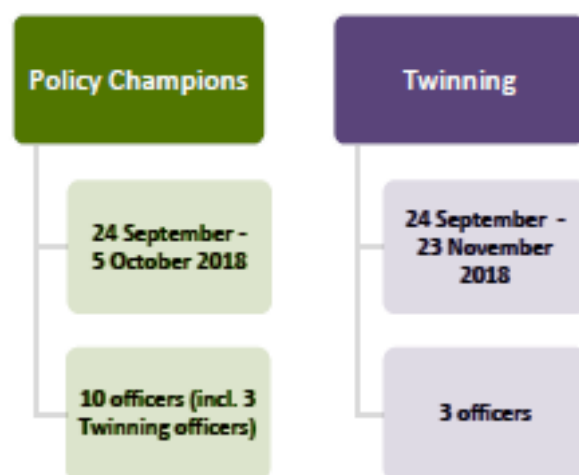 Policy Champions
24 September -
5 October 2018
10 officers (incl. 3
Twinning officers)
Twinning
24 September -
23 November
2018
3 officers